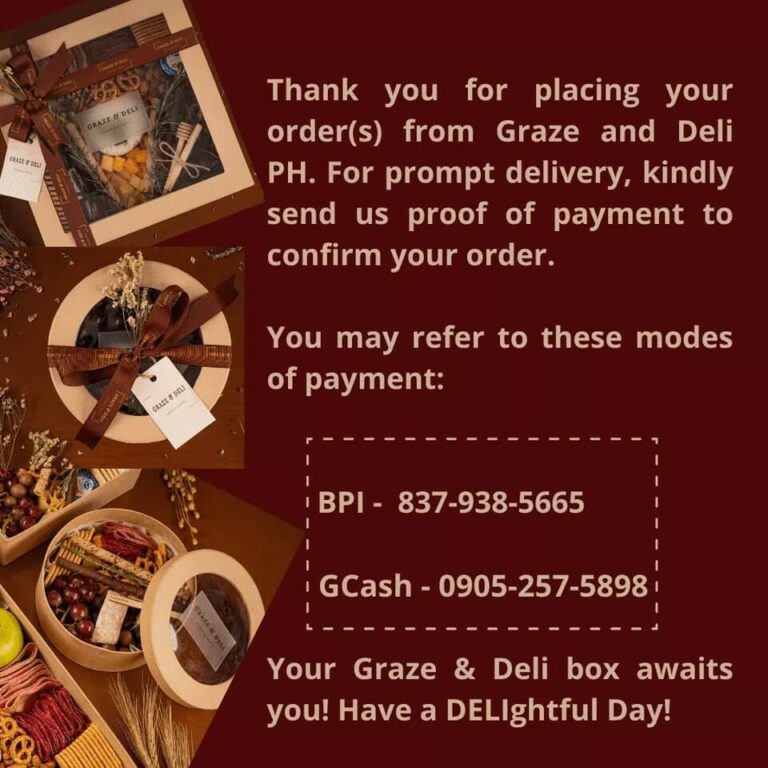 Thank you for placing your
order(s) from Graze and Deli
PH. For prompt delivery, kindly
send us proof of payment to
confirm your order.
You may refer to these modes
of payment:
BPI - 837-938-5665
GCash - 0905-257-5898
Your Graze & Deli box awaits
you! Have a DELIghtful Day!
GRAZE & DELI
GRAZE & DELI
GRAZE & DELI
GRAZE & DELI